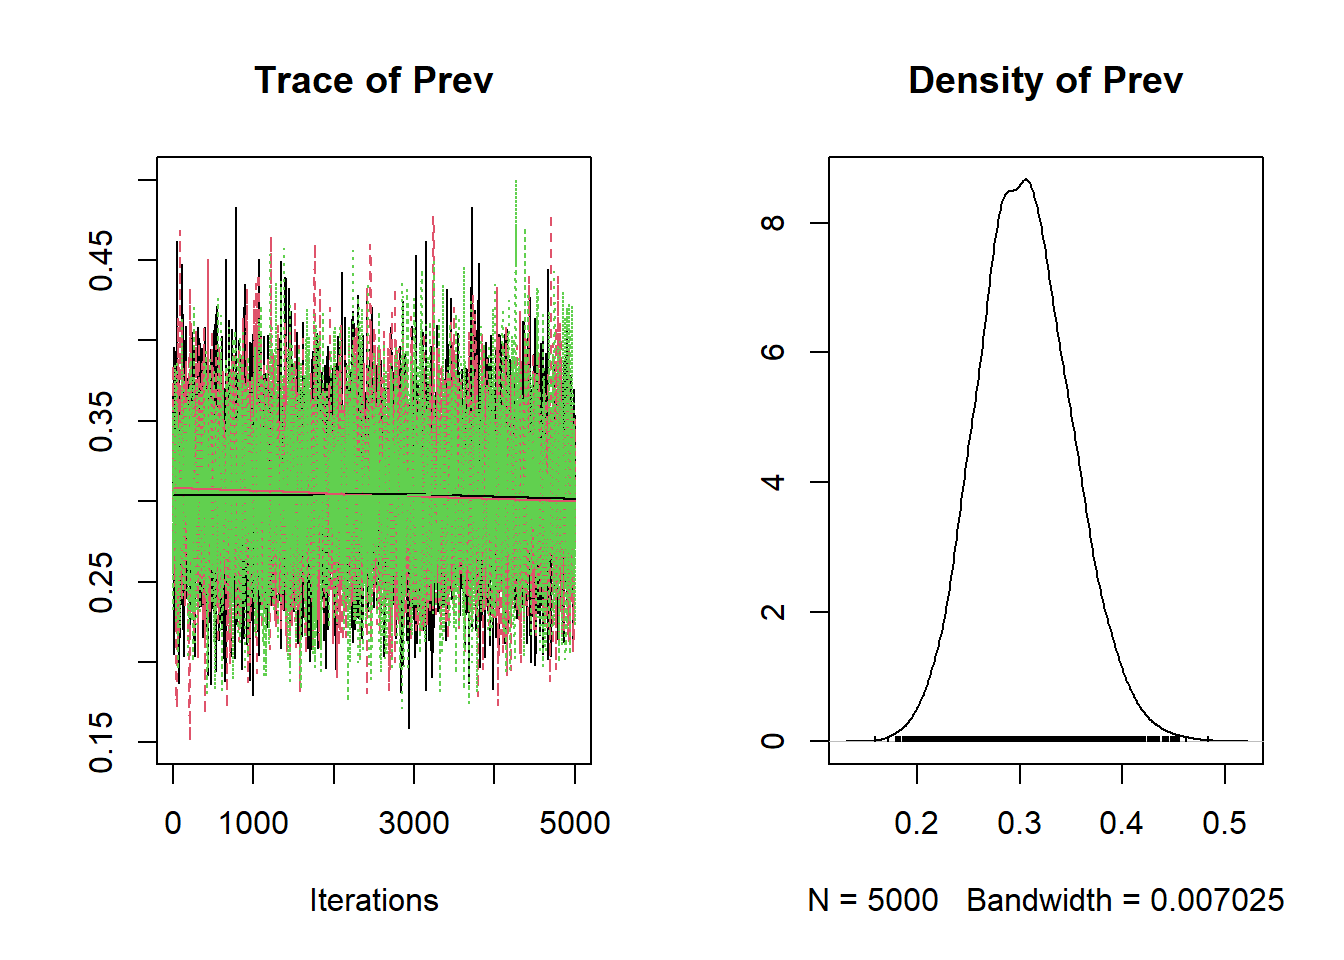 Trace of Prev
0.45
0.35
0.25
0.15
0 1000 3000 5000
Iterations
Density of Prev
8
6
4
2
0
0.2 0.3 0.4 0.5
N = 5000 Bandwidth = 0.007025